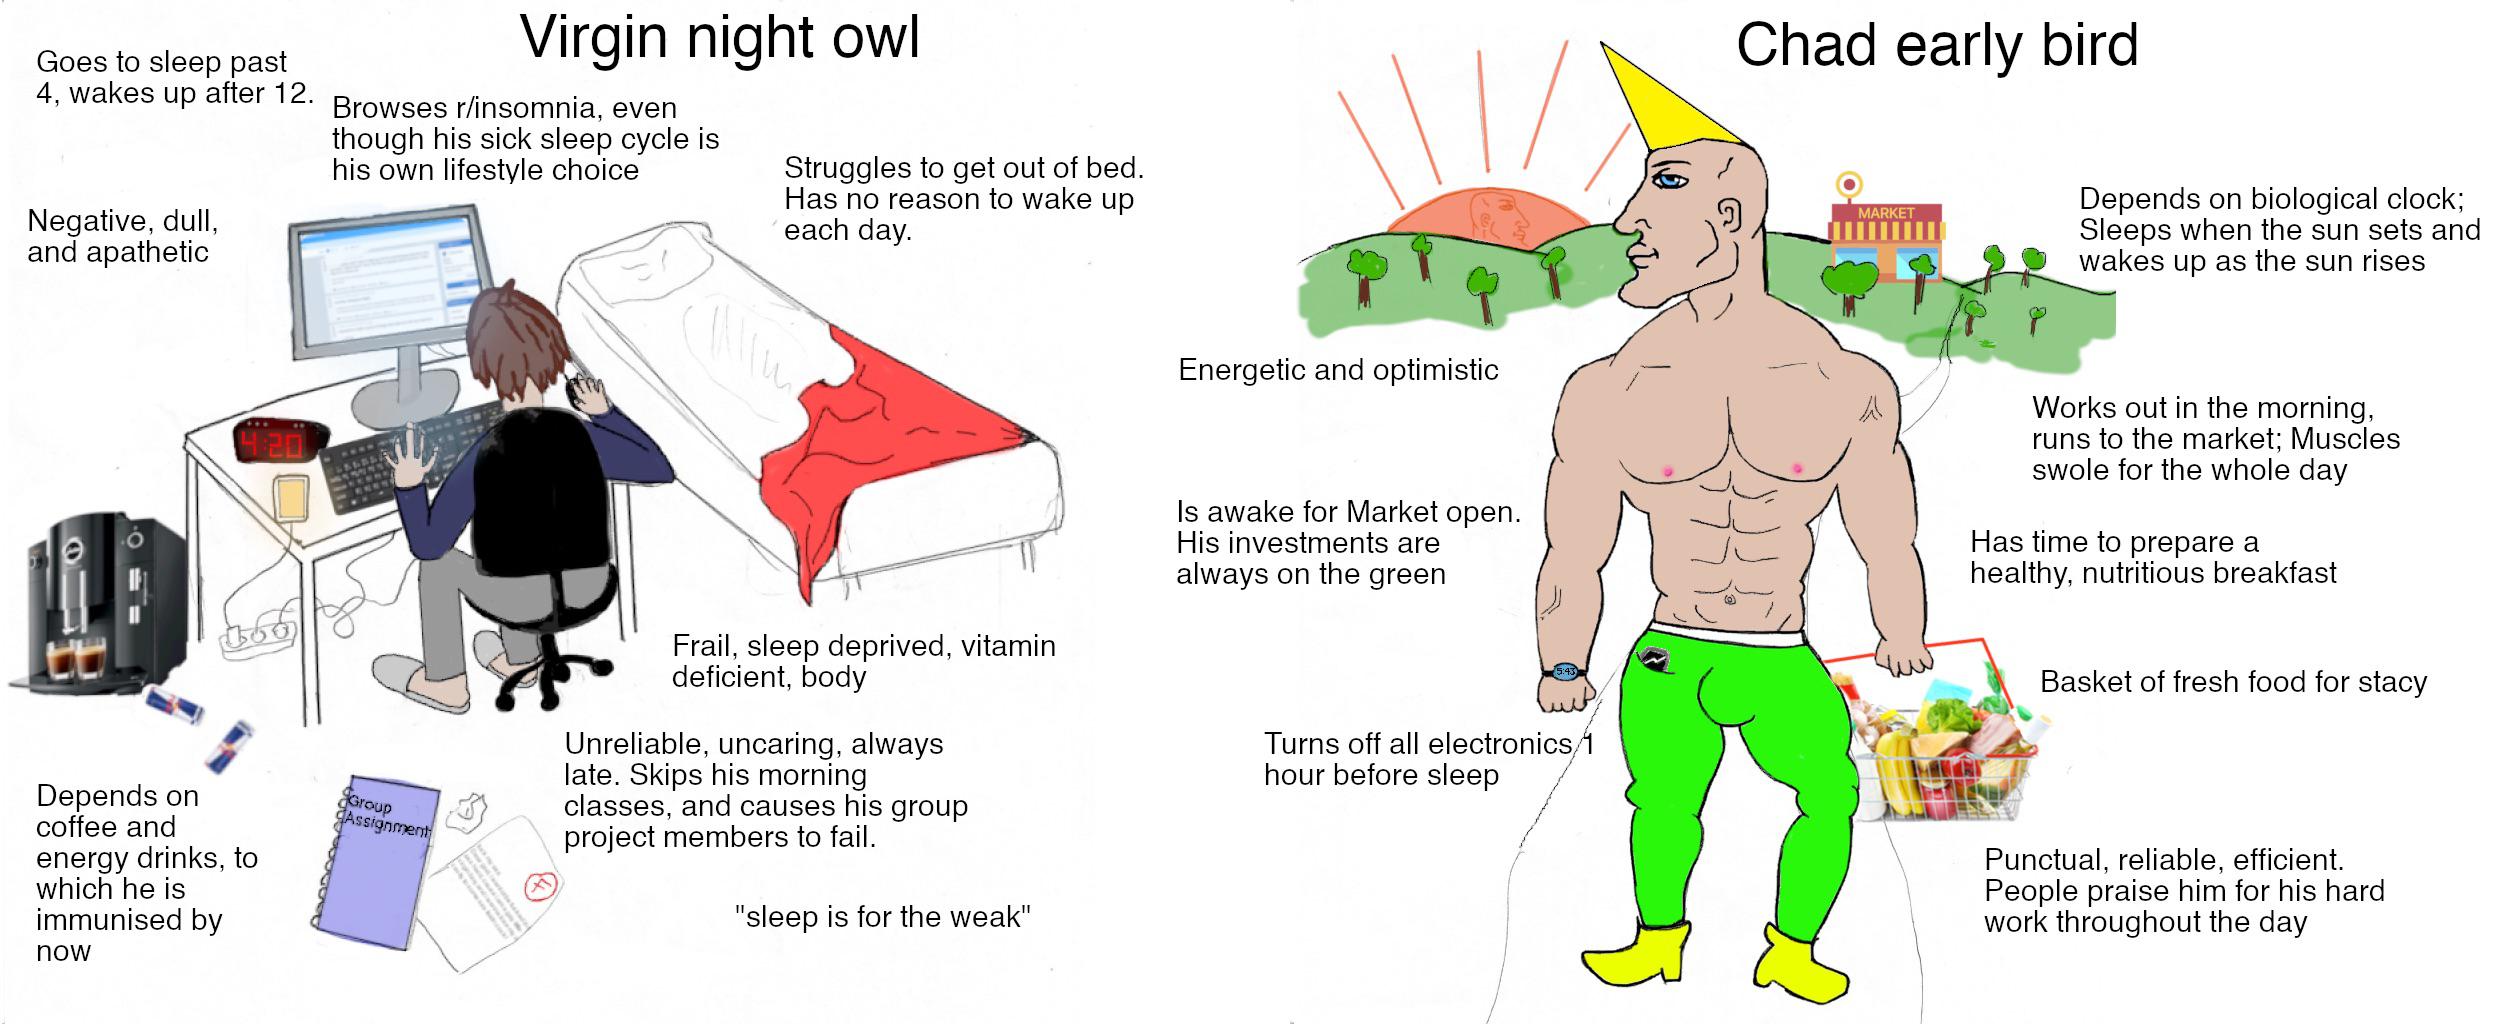 Virgin night owl
Goes to sleep past
4, wakes up after 12.
Browses r/insomnia, even
though his sick sleep cycle is
his own lifestyle choice
Struggles to get out of bed.
Has no reason to wake up
each day.
Negative, dull,
and apathetic
4:20
Frail, sleep deprived, vitamin
deficient, body
Unreliable, uncaring, always
late. Skips his morning
classes, and causes his group
project members to fail.
Depends on
coffee and
energy drinks, to
which he is
immunised by
now
Group
Assignment
"sleep is for the weak"
Chad early bird
MARKET
Depends on biological clock;
Sleeps when the sun sets and
wakes up as the sun rises
Energetic and optimistic
Works out in the morning,
runs to the market; Muscles
swole for the whole day
Is awake for Market open.
His investments are
always on the green
Has time to prepare a
healthy, nutritious breakfast
5:43
Basket of fresh food for stacy
Turns off all electronics 1
hour before sleep
Punctual, reliable, efficient.
People praise him for his hard
work throughout the day